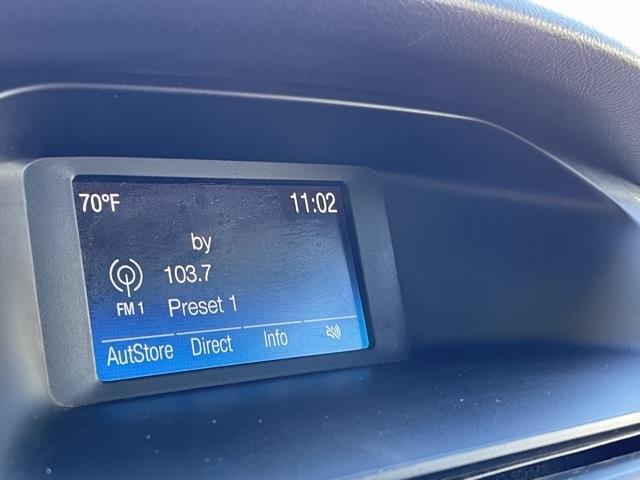 70°F 11:02
by
103.7
FM 1 Preset 1
AutStore Direct Info